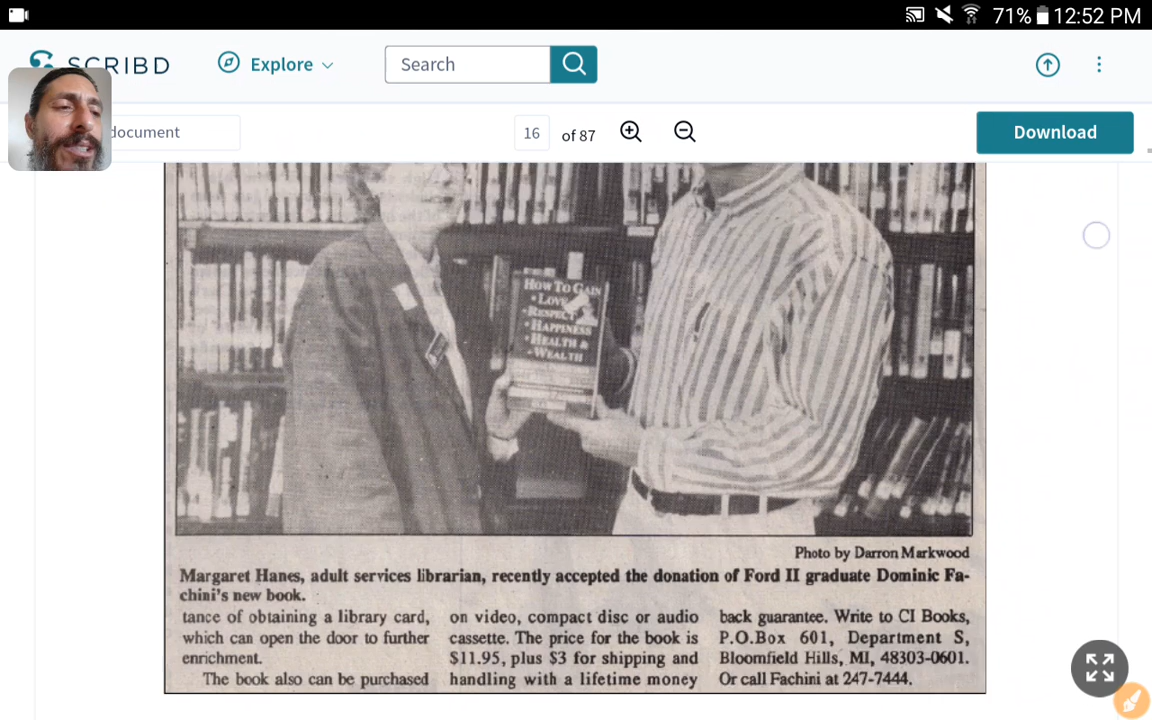 71% 12:52 PM
SCRIBD Explore Search
document 16 of 87 Download
HOW TO GAIN
• LOVE
• RESPECT
• HAPPINESS
• HEALTH &
• WEALTH
Photo by Darron Markwood
Margaret Hanes, adult services librarian, recently accepted the donation of Ford II graduate Dominic Fa-
chini's new book.
tance of obtaining a library card,
which can open the door to further
enrichment.
The book also can be purchased
on video, compact disc or audio
cassette. The price for the book is
$11.95, plus $3 for shipping and
handling with a lifetime money
back guarantee. Write to CI Books,
P.O.Box 601, Department S,
Bloomfield Hills, MI, 48303-0601.
Or call Fachini at 247-7444.